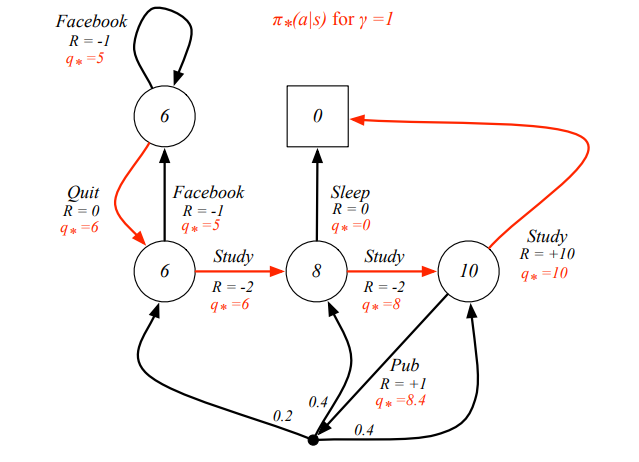 π*(a|s) for γ =1
Facebook
R = -1
q* =5
6
0
Quit
R = 0
q* =6
Facebook
R = -1
q* =5
Sleep
R = 0
q* =0
Study
R = +10
q* =10
6
Study
R = -2
q* =6
8
Study
R = -2
q* =8
10
Pub
R = +1
q* =8.4
0.2
0.4
0.4